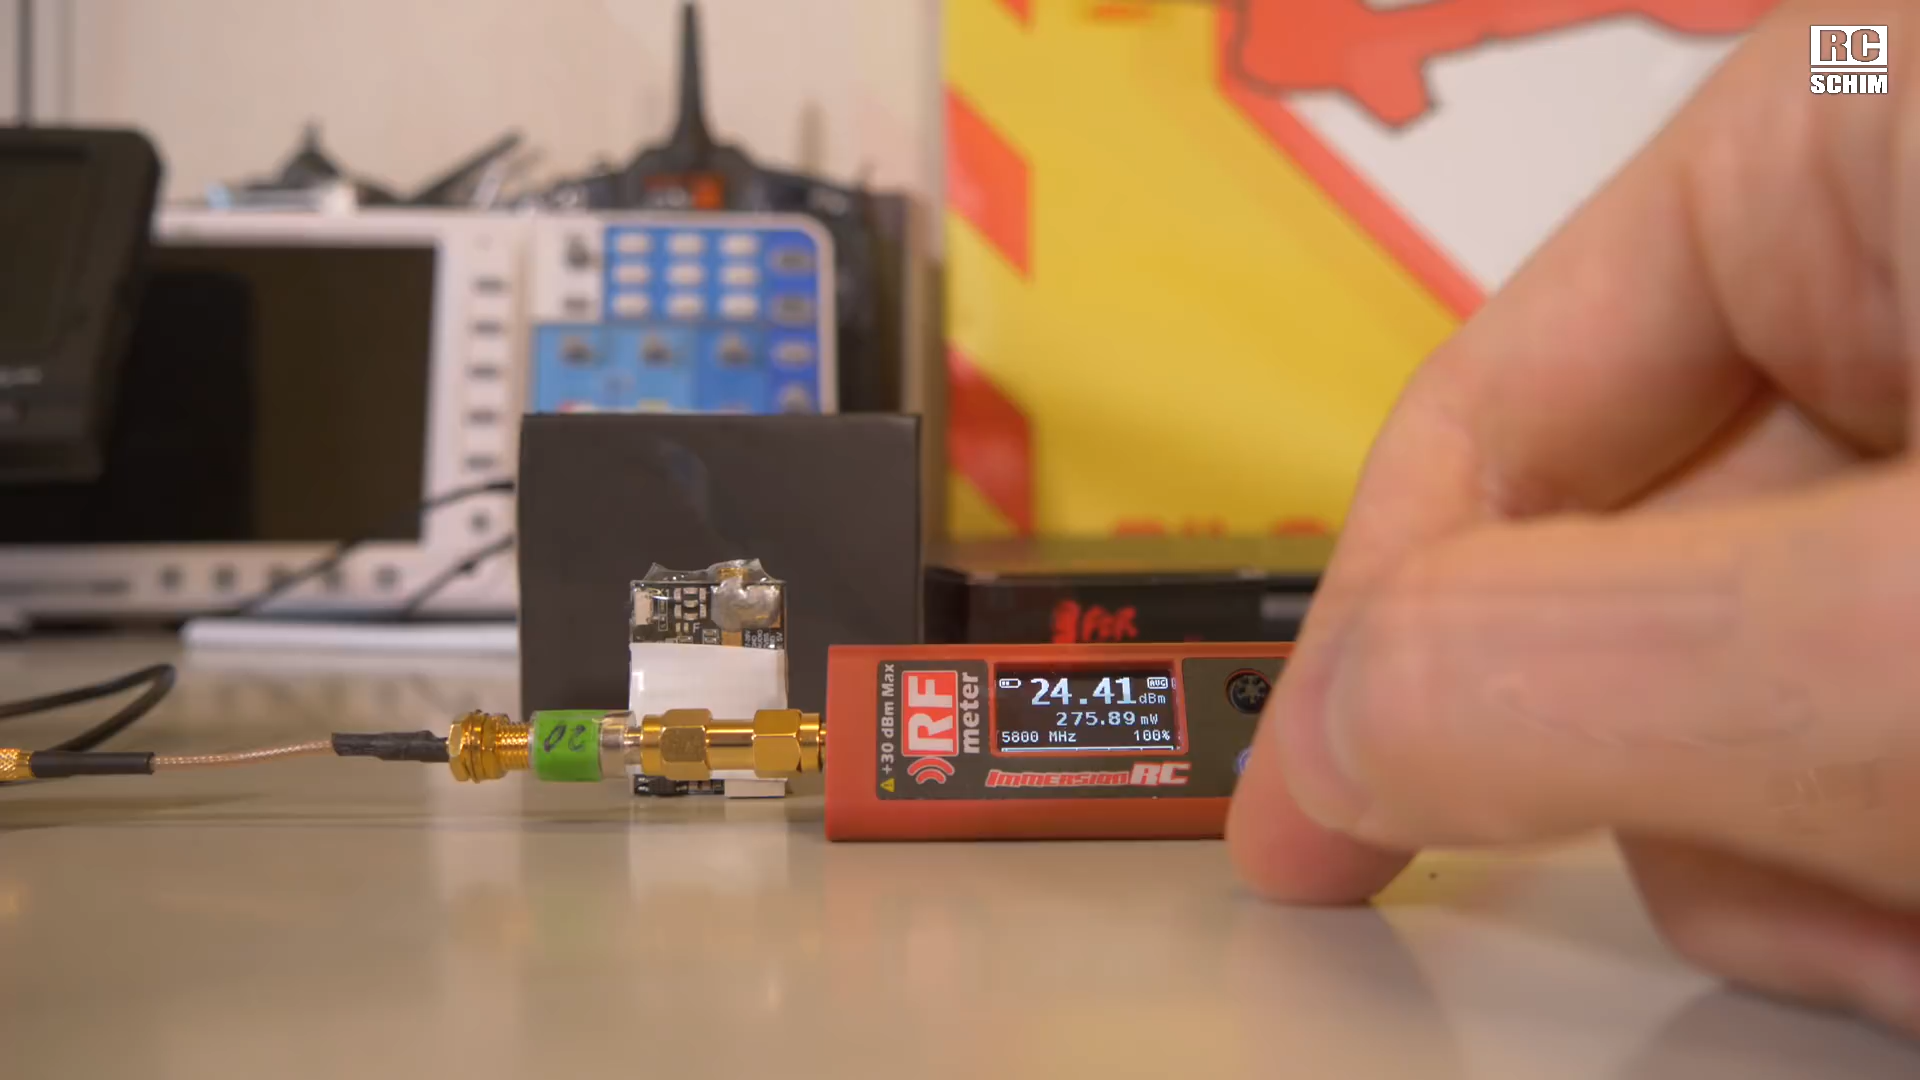 RC
SCHIM
+30 dBm Max
RF
meter
24.41 dBm
AVG
275.89 mW
5800 MHz 100%
ImmersionRC
20
5V